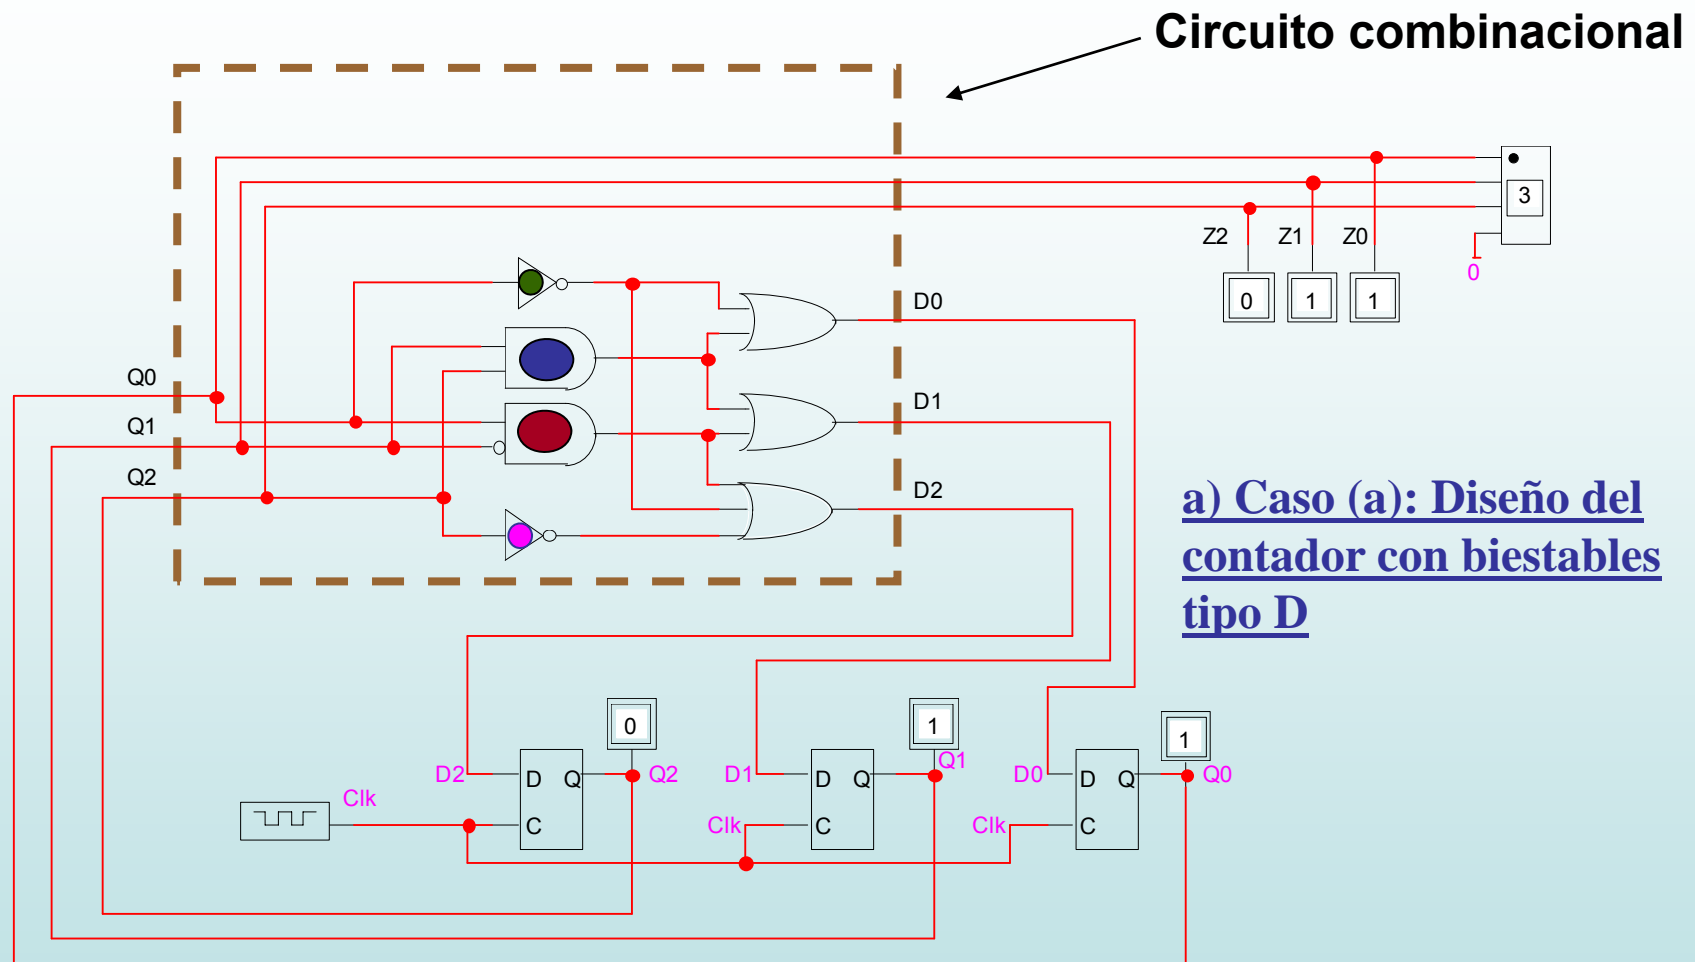 Circuito combinacional
3
Z2 Z1 Z0
0
0 1 1
D0
Q0
D1
Q1
Q2
D2
a) Caso (a): Diseño del
contador con biestables
tipo D
0 1 1
D2 D Q Q2
D1 D Q Q1
D0 D Q Q0
Clk
C
Clk C
Clk C